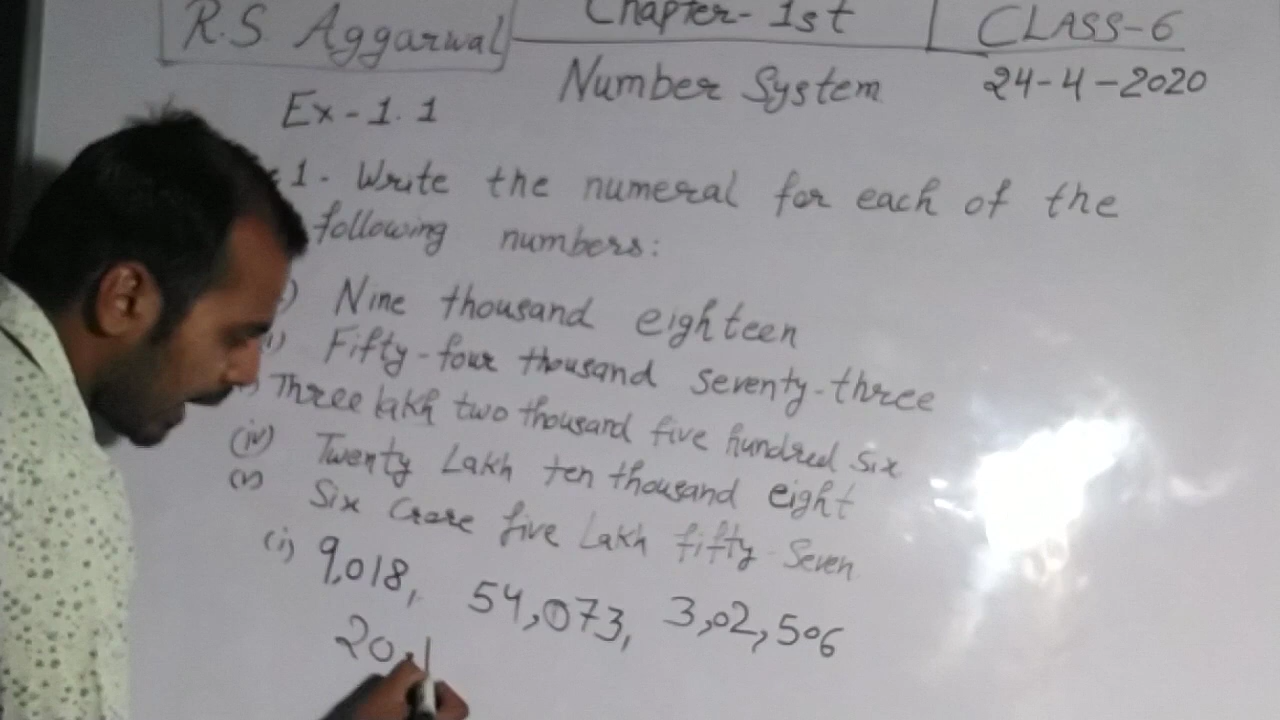 R.S. Aggarwal Chapter-1st CLASS-6
Number System 24-4-2020
Ex-1.1
1. Write the numeral for each of the
following numbers:
) Nine thousand eighteen
i) Fifty-four thousand seventy-three
) Three lakh two thousand five hundred six
(iv) Twenty Lakh ten thousand eight
(v) Six Crore five Lakh fifty-Seven
(i) 9,018, 54,073, 3,02,506
20,1